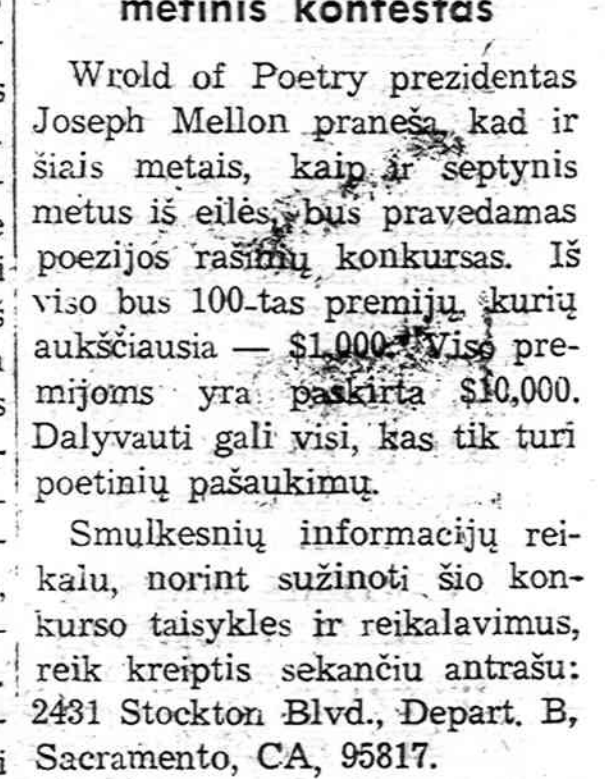 metinis kontestas
Wrold of Poetry prezidentas
Joseph Mellon praneša, kad ir
šiais metais, kaip ir septynis
metus iš eilės, bus pravedamas
poezijos rašinių konkursas. Iš
viso bus 100-tas premijų, kurių
aukščiausia — $1,000. Viso pre-
mijoms yra paskirta $10,000.
Dalyvauti gali visi, kas tik turi
poetinių pašaukimų.
Smulkesnių informacijų rei-
kalu, norint sužinoti šio kon-
kurso taisykles ir reikalavimus,
reik kreiptis sekančiu antrašu:
2431 Stockton Blvd., Depart. B,
Sacramento, CA, 95817.